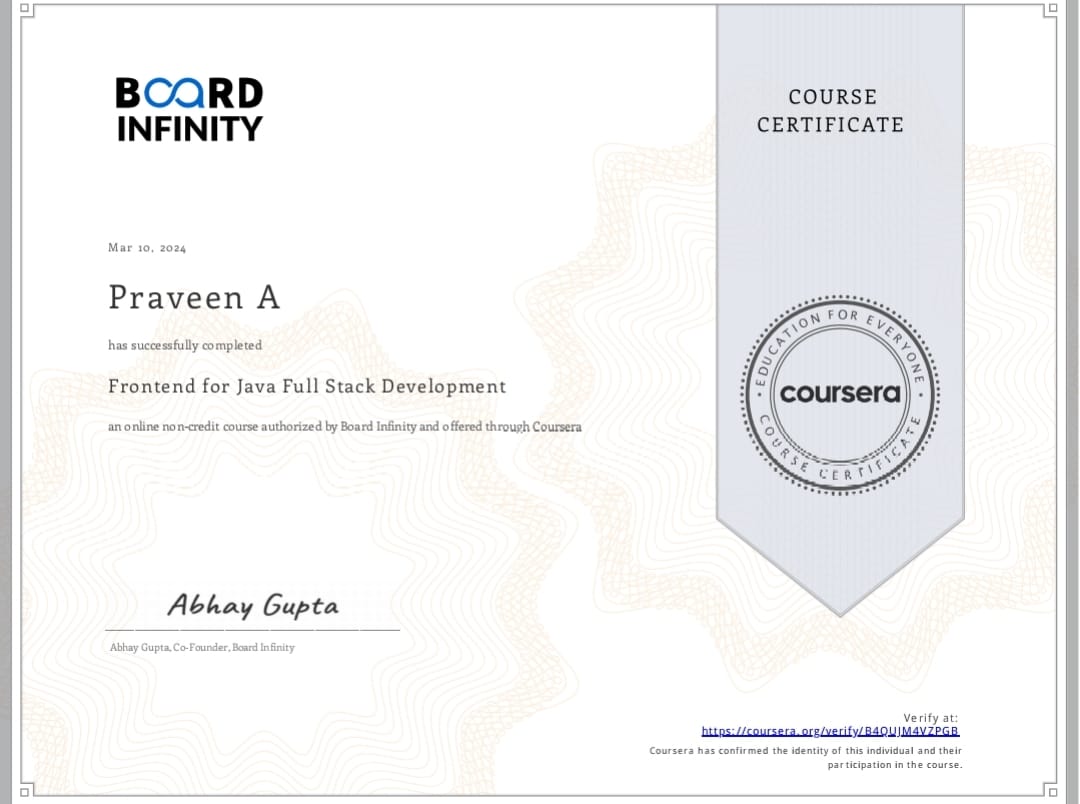 BOARD
INFINITY
COURSE
CERTIFICATE
Mar 10, 2024
Praveen A
has successfully completed
Frontend for Java Full Stack Development
an online non-credit course authorized by Board Infinity and offered through Coursera
EDUCATION FOR EVERYONE
coursera
COURSE CERTIFICATE
Abhay Gupta
Abhay Gupta, Co-Founder, Board Infinity
Verify at:
https://coursera.org/verify/B4QUJM4VZPGB
Coursera has confirmed the identity of this individual and their
participation in the course.